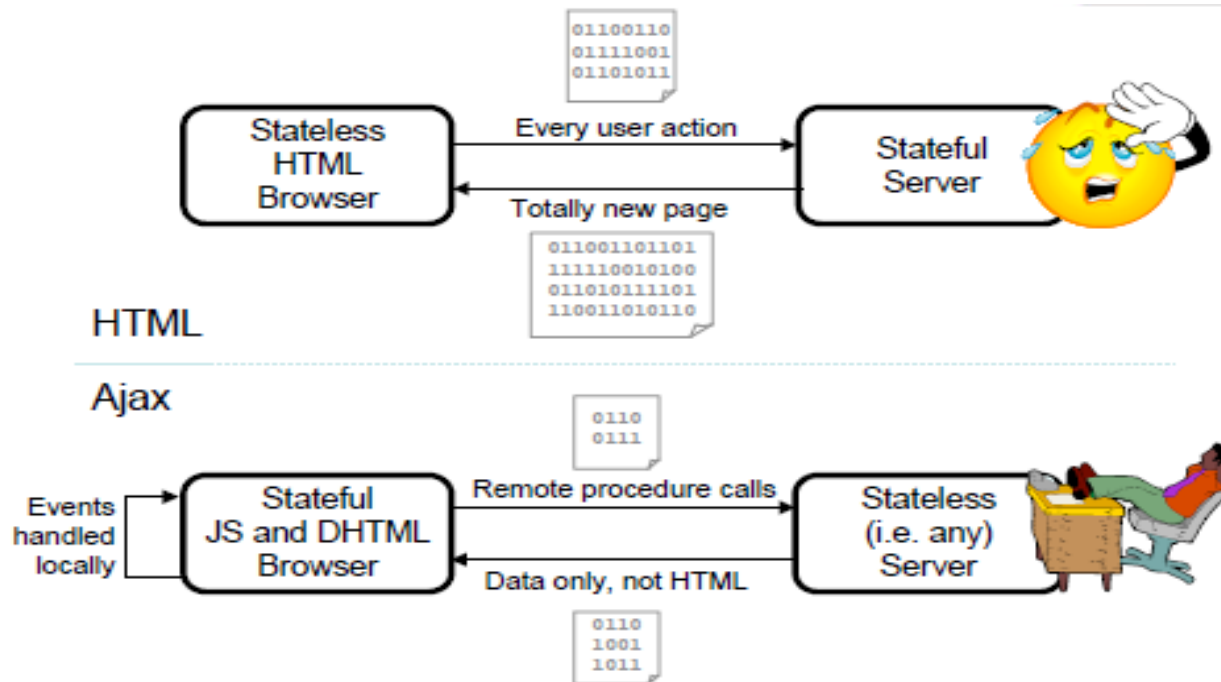 01100110
01111001
01101011
Stateless
HTML
Browser
Every user action
Totally new page
Stateful
Server
011001101101
111110010100
011010111101
110011010110
HTML
Ajax
0110
0111
Events
handled
locally
Stateful
JS and DHTML
Browser
Remote procedure calls
Data only, not HTML
Stateless
(i.e. any)
Server
0110
1001
1011